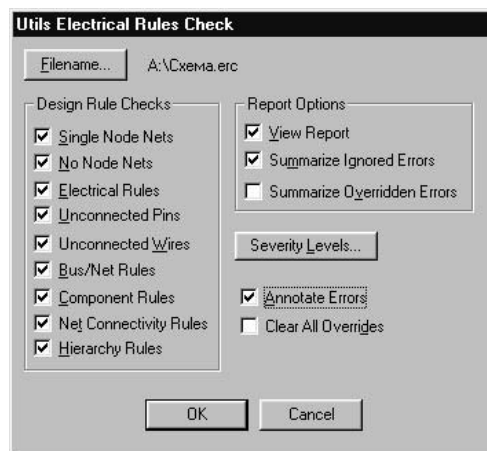 Utils Electrical Rules Check
Filename... A:\Схема.erc
Design Rule Checks
Single Node Nets
No Node Nets
Electrical Rules
Unconnected Pins
Unconnected Wires
Bus/Net Rules
Component Rules
Net Connectivity Rules
Hierarchy Rules
Report Options
View Report
Summarize Ignored Errors
Summarize Overridden Errors
Severity Levels...
Annotate Errors
Clear All Overrides
OK Cancel